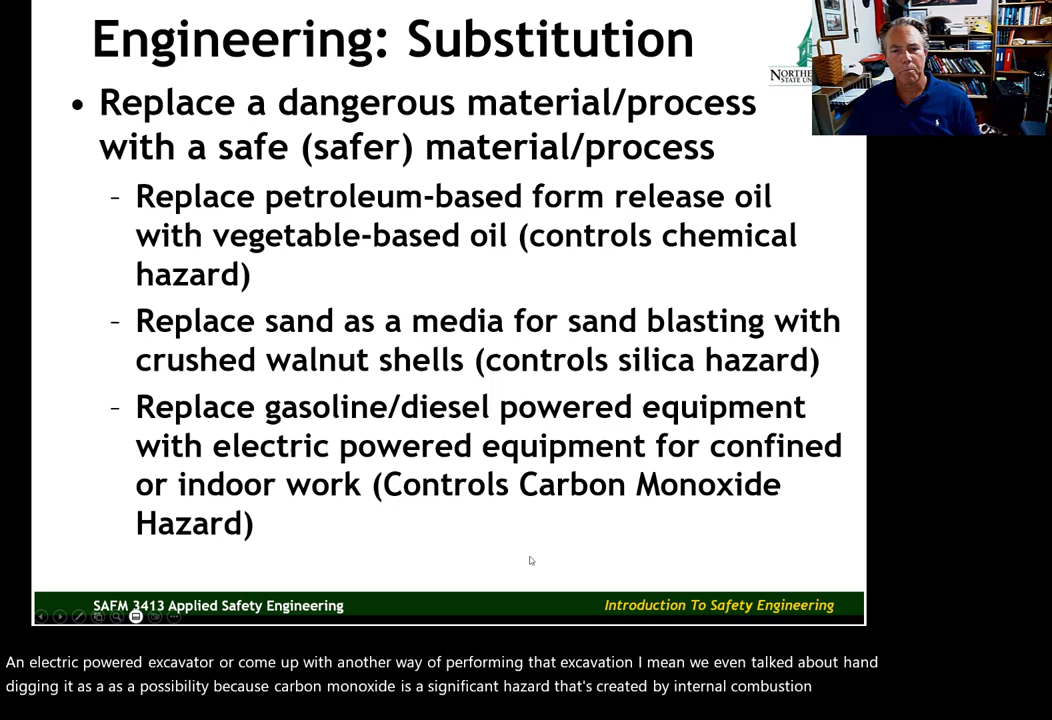 Engineering: Substitution
• Replace a dangerous material/process
with a safe (safer) material/process
- Replace petroleum-based form release oil
with vegetable-based oil (controls chemical
hazard)
- Replace sand as a media for sand blasting with
crushed walnut shells (controls silica hazard)
- Replace gasoline/diesel powered equipment
with electric powered equipment for confined
or indoor work (Controls Carbon Monoxide
Hazard)
SAFM 3413 Applied Safety Engineering
Introduction To Safety Engineering
An electric powered excavator or come up with another way of performing that excavation I mean we even talked about hand
digging it as a as a possibility because carbon monoxide is a significant hazard that's created by internal combustion